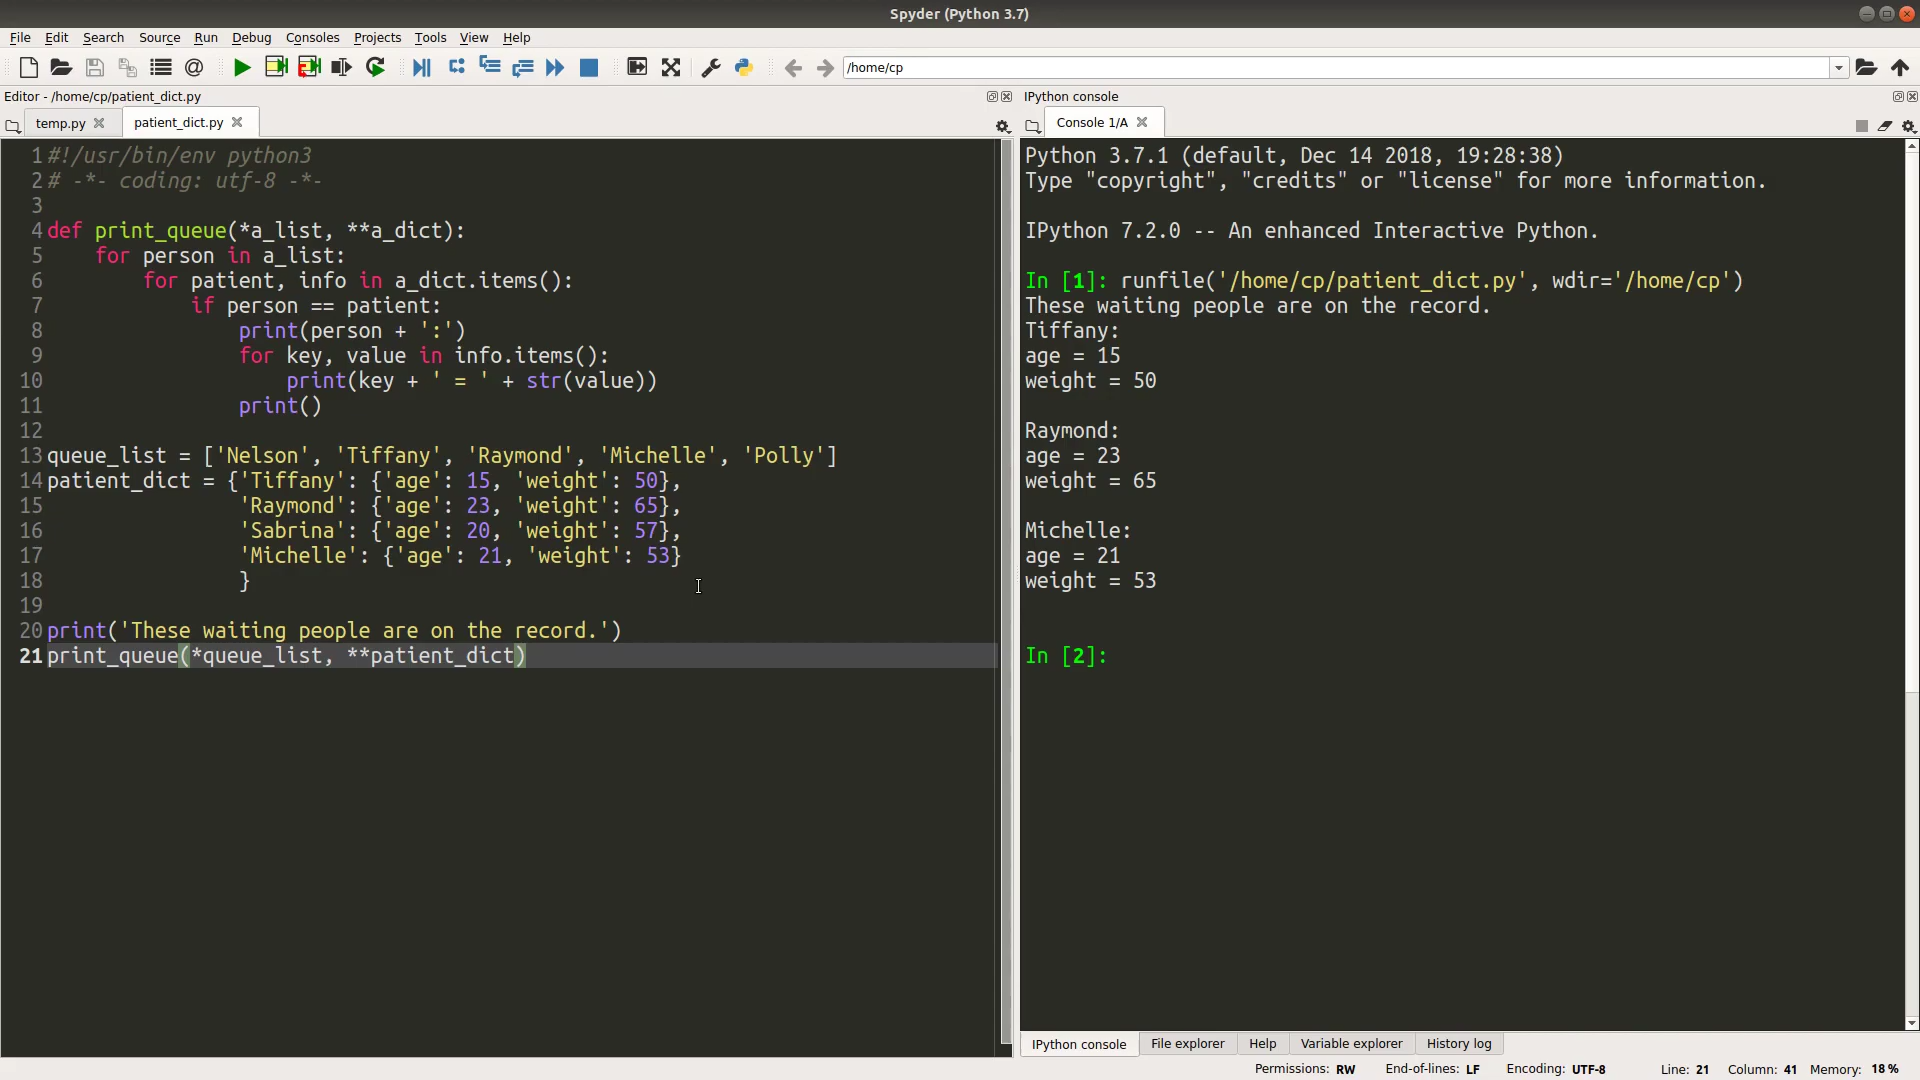 Spyder (Python 3.7)
File Edit Search Source Run Debug Consoles Projects Tools View Help
/home/cp
Editor - /home/cp/patient_dict.py
temp.py patient_dict.py
1 #!/usr/bin/env python3
2 # -*- coding: utf-8 -*-
3
4 def print_queue(*a_list, **a_dict):
5     for person in a_list:
6         for patient, info in a_dict.items():
7             if person == patient:
8                 print(person + ':')
9                 for key, value in info.items():
10                     print(key + ' = ' + str(value))
11                 print()
12
13 queue_list = ['Nelson', 'Tiffany', 'Raymond', 'Michelle', 'Polly']
14 patient_dict = {'Tiffany': {'age': 15, 'weight': 50},
15                 'Raymond': {'age': 23, 'weight': 65},
16                 'Sabrina': {'age': 20, 'weight': 57},
17                 'Michelle': {'age': 21, 'weight': 53}
18                 }
19
20 print('These waiting people are on the record.')
21 print_queue(*queue_list, **patient_dict)
IPython console
Console 1/A
Python 3.7.1 (default, Dec 14 2018, 19:28:38)
Type "copyright", "credits" or "license" for more information.
IPython 7.2.0 -- An enhanced Interactive Python.
In [1]: runfile('/home/cp/patient_dict.py', wdir='/home/cp')
These waiting people are on the record.
Tiffany:
age = 15
weight = 50
Raymond:
age = 23
weight = 65
Michelle:
age = 21
weight = 53
In [2]:
IPython console File explorer Help Variable explorer History log
Permissions: RW End-of-lines: LF Encoding: UTF-8 Line: 21 Column: 41 Memory: 18 %